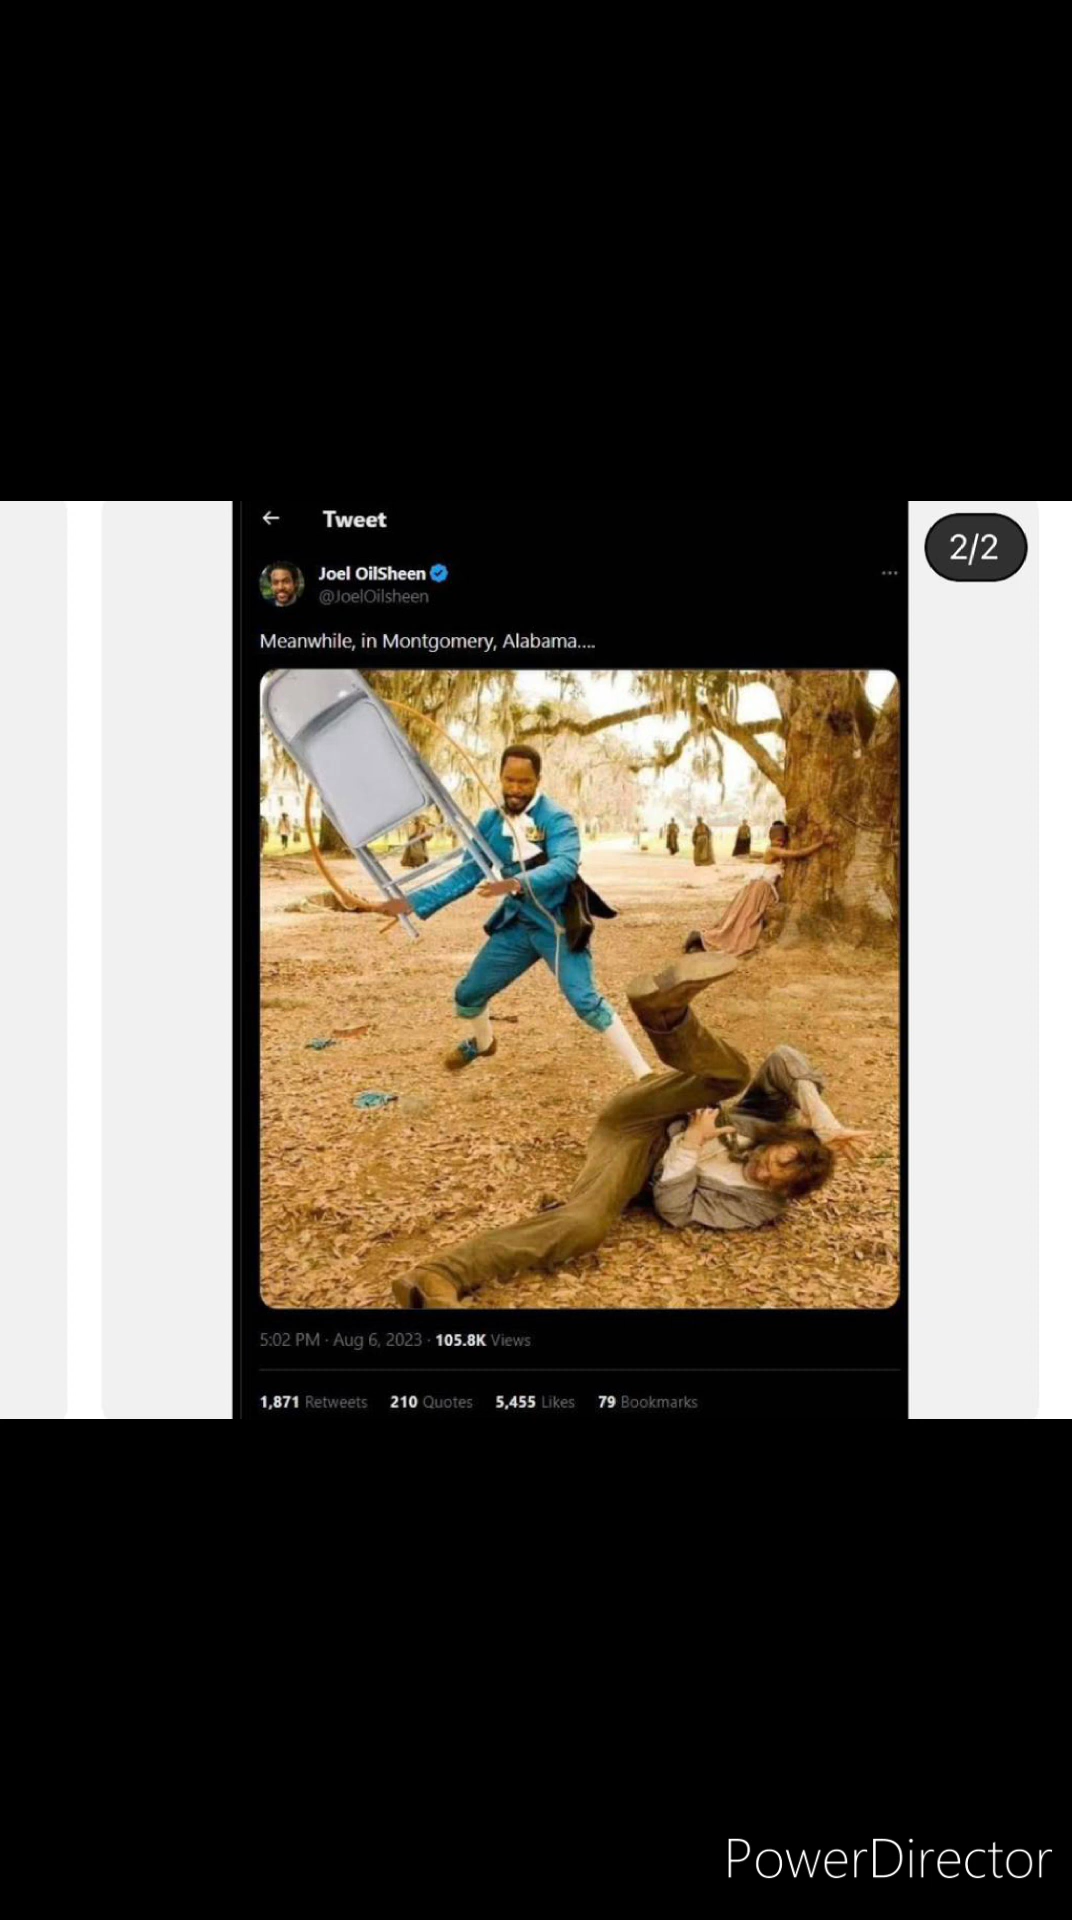 Tweet
2/2
Joel OilSheen
@JoelOilsheen
Meanwhile, in Montgomery, Alabama....
5:02 PM · Aug 6, 2023 · 105.8K Views
1,871 Retweets 210 Quotes 5,455 Likes 79 Bookmarks
PowerDirector